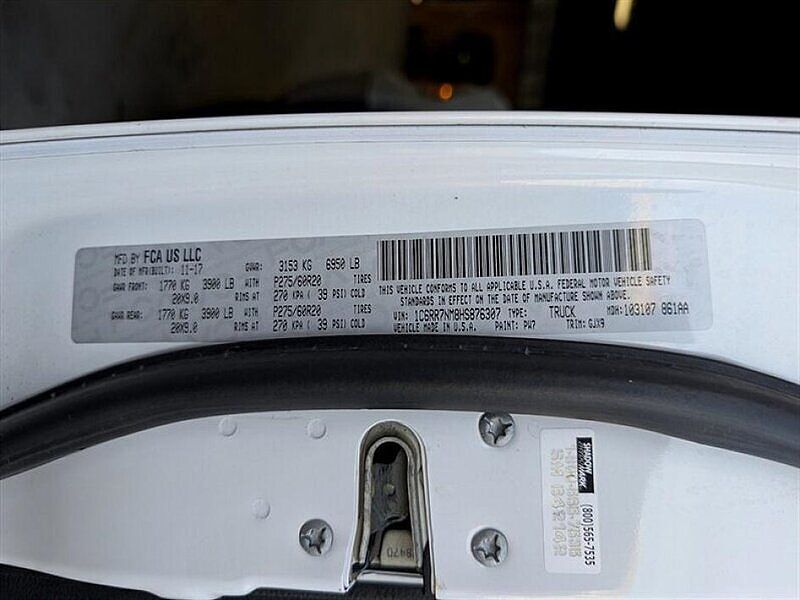 MFD BY FCA US LLC
DATE OF MFR(BUILT): 11-17 GVWR: 3153 KG 6950 LB
GAWR FRONT: 1770 KG 3900 LB P275/60R20 TIRES
20X9.0 RIMS AT 270 KPA ( 39 PSI) COLD
GAWR REAR: 1770 KG 3900 LB P275/60R20 TIRES
20X9.0 RIMS AT 270 KPA ( 39 PSI) COLD
THIS VEHICLE CONFORMS TO ALL APPLICABLE U.S.A. FEDERAL MOTOR VEHICLE SAFETY
STANDARDS IN EFFECT ON THE DATE OF MANUFACTURE SHOWN ABOVE.
VIN: 1C6RR7NM8HS876307 TYPE: TRUCK MDH: 103107 861AA
VEHICLE MADE IN U.S.A. PAINT: PW7 TRIM: GJX9
SHADOW
MARK
(800)565-7535